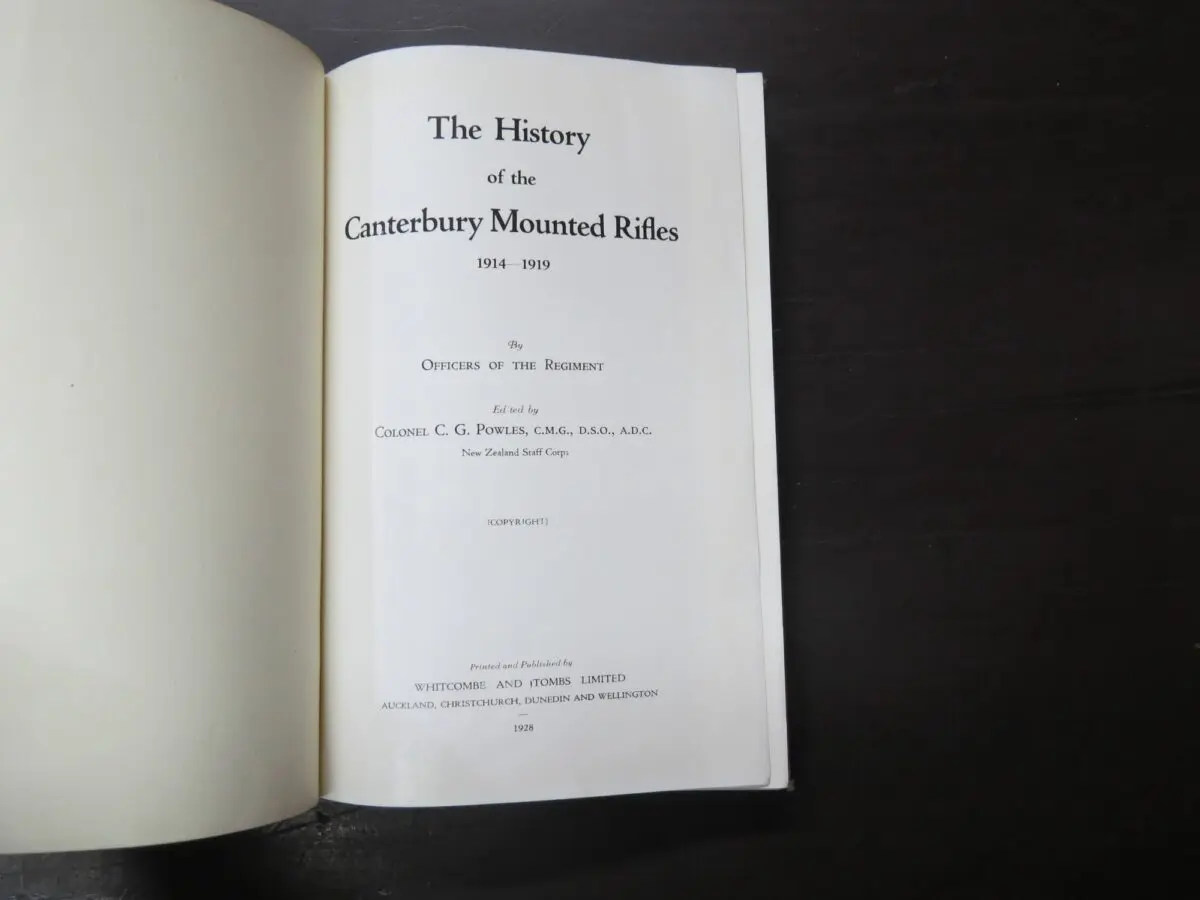 The History
of the
Canterbury Mounted Rifles
1914—1919
By
Officers of the Regiment
Edited by
Colonel C. G. Powles, C.M.G., D.S.O., A.D.C.
New Zealand Staff Corps
[COPYRIGHT]
Printed and Published by
WHITCOMBE AND TOMBS LIMITED
AUCKLAND, CHRISTCHURCH, DUNEDIN AND WELLINGTON
1928